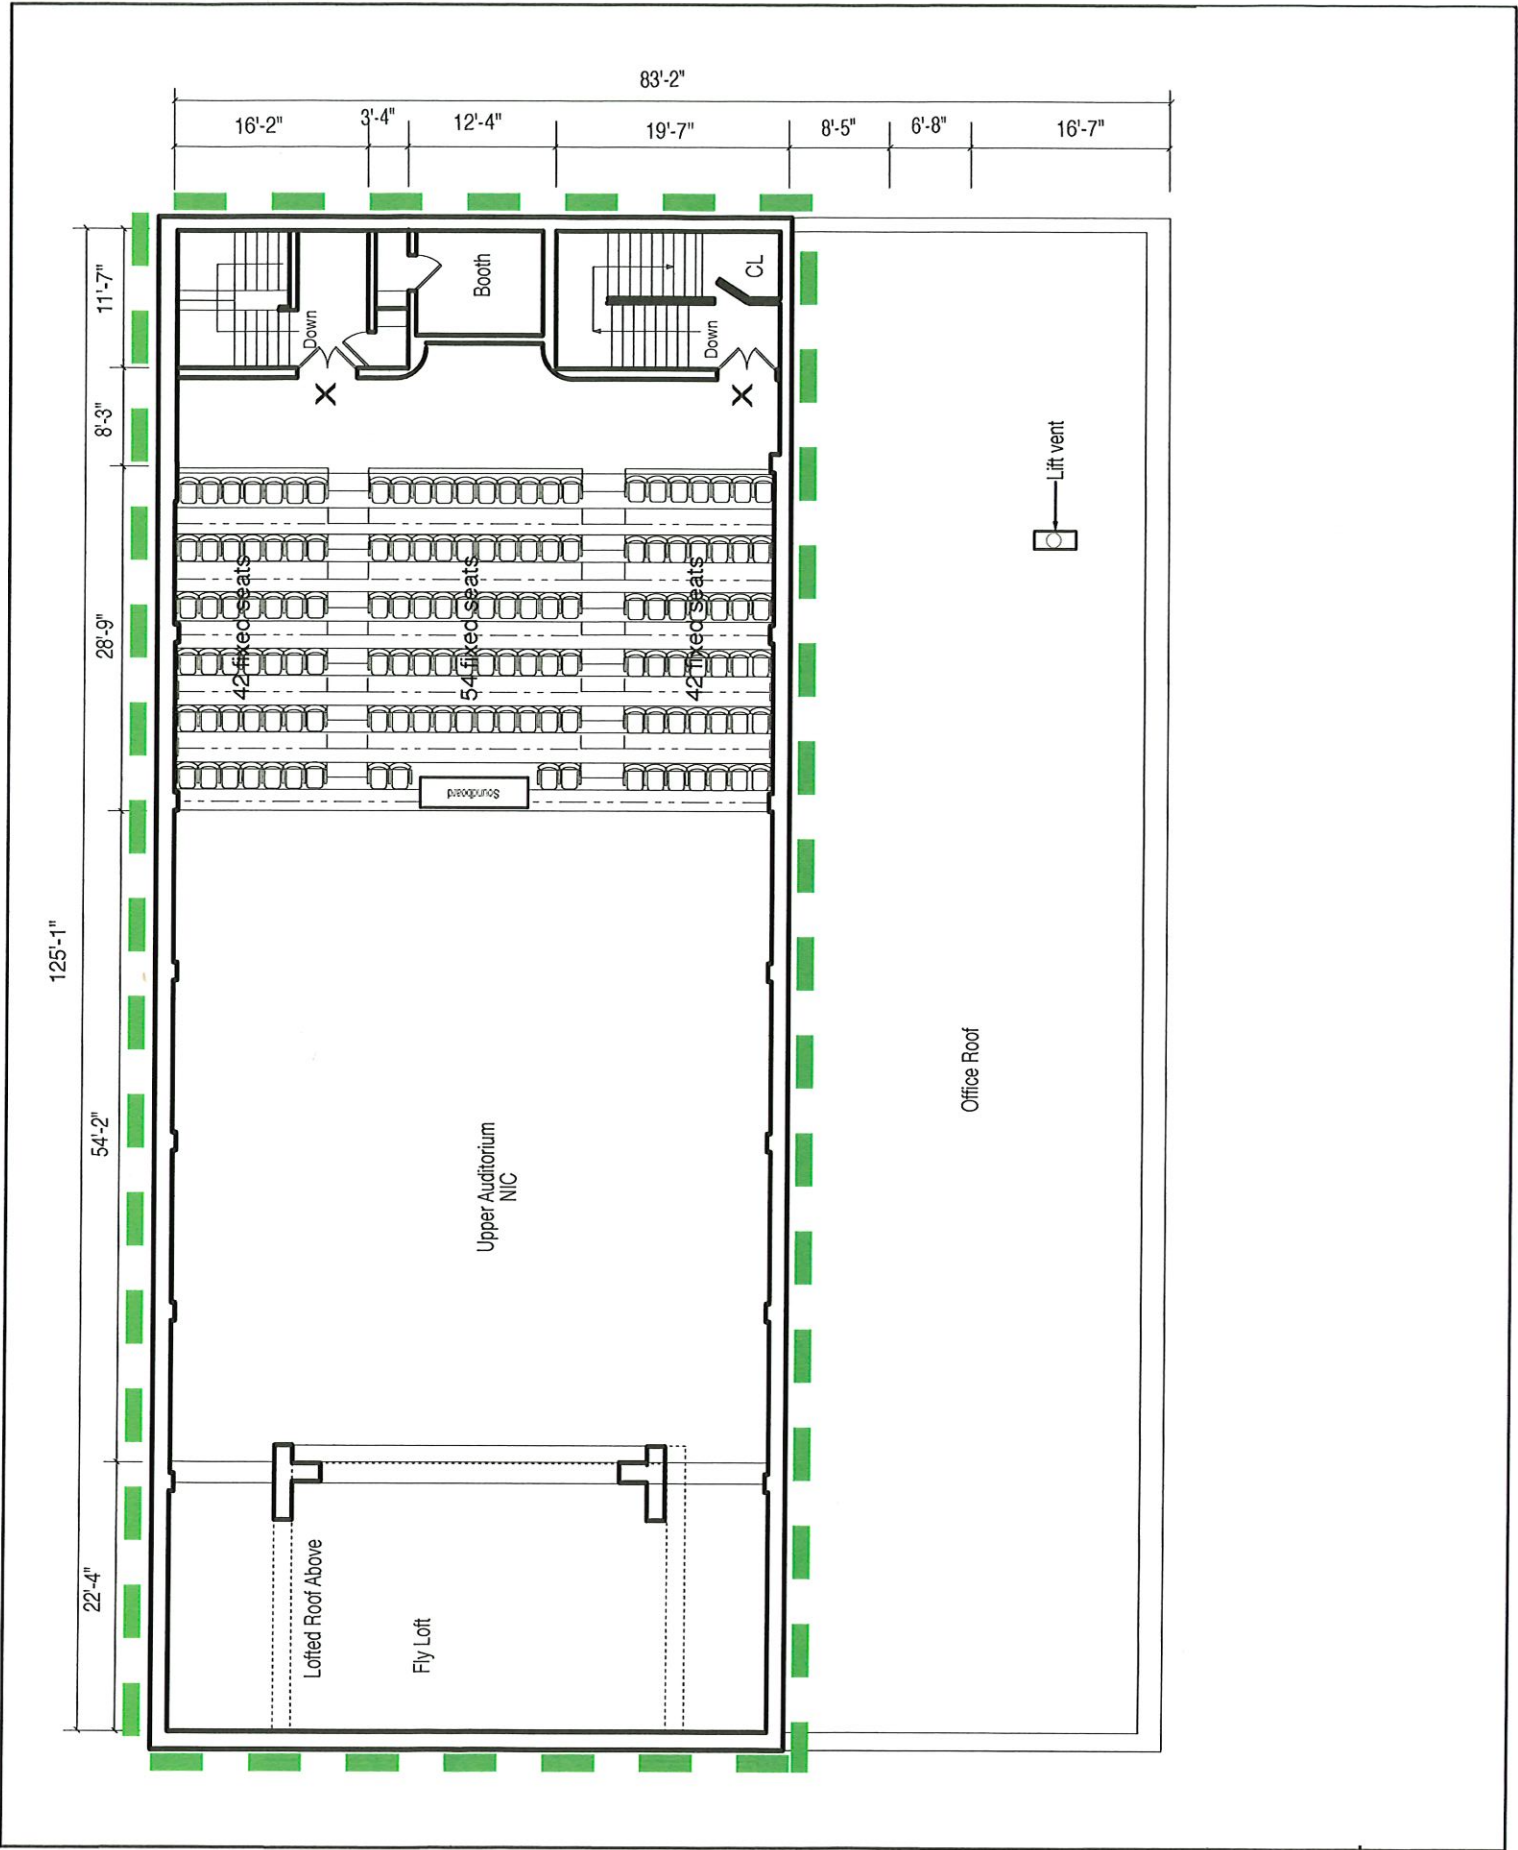 83'-2"
16'-2"
3'-4"
12'-4"
19'-7"
8'-5"
6'-8"
16'-7"
11'-7"
8'-3"
28'-9"
125'-1"
54'-2"
22'-4"
Down
Booth
Down
CL
X
X
42 fixed seats
54 fixed seats
42 fixed seats
Soundboard
Lift vent
Office Roof
Upper Auditorium
NIC
Lofted Roof Above
Fly Loft